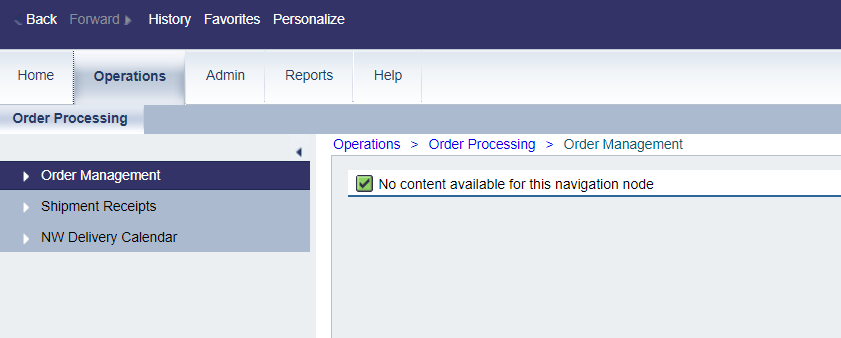 Back Forward History Favorites Personalize
Home Operations Admin Reports Help
Order Processing
Operations > Order Processing > Order Management
Order Management
No content available for this navigation node
Shipment Receipts
NW Delivery Calendar